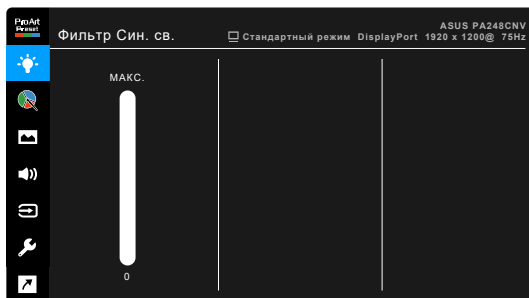 ProArt
Preset
Фильтр Син. св.
ASUS PA248CNV
Стандартный режим DisplayPort 1920 x 1200@ 75Hz
МАКС.
0